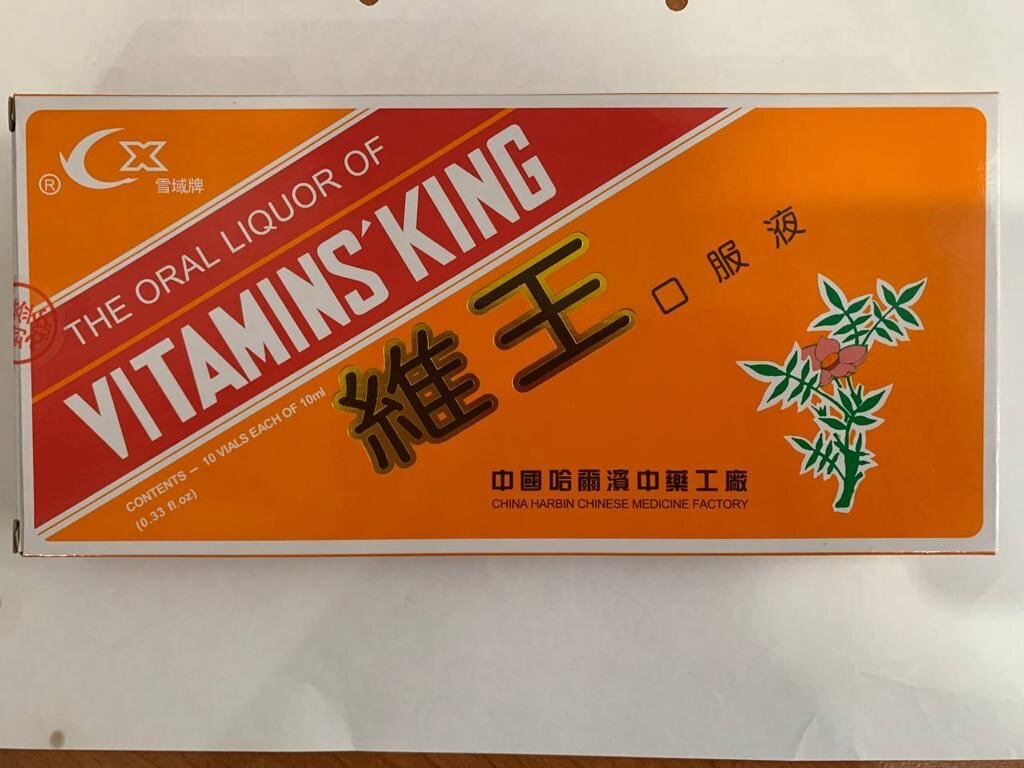 ®
雪域牌
THE ORAL LIQUOR OF
VITAMINS'KING
CONTENTS – 10 VIALS EACH OF 10ml
(0.33 fl.oz)
維王
口服液
中國哈爾濱中藥工廠
CHINA HARBIN CHINESE MEDICINE FACTORY